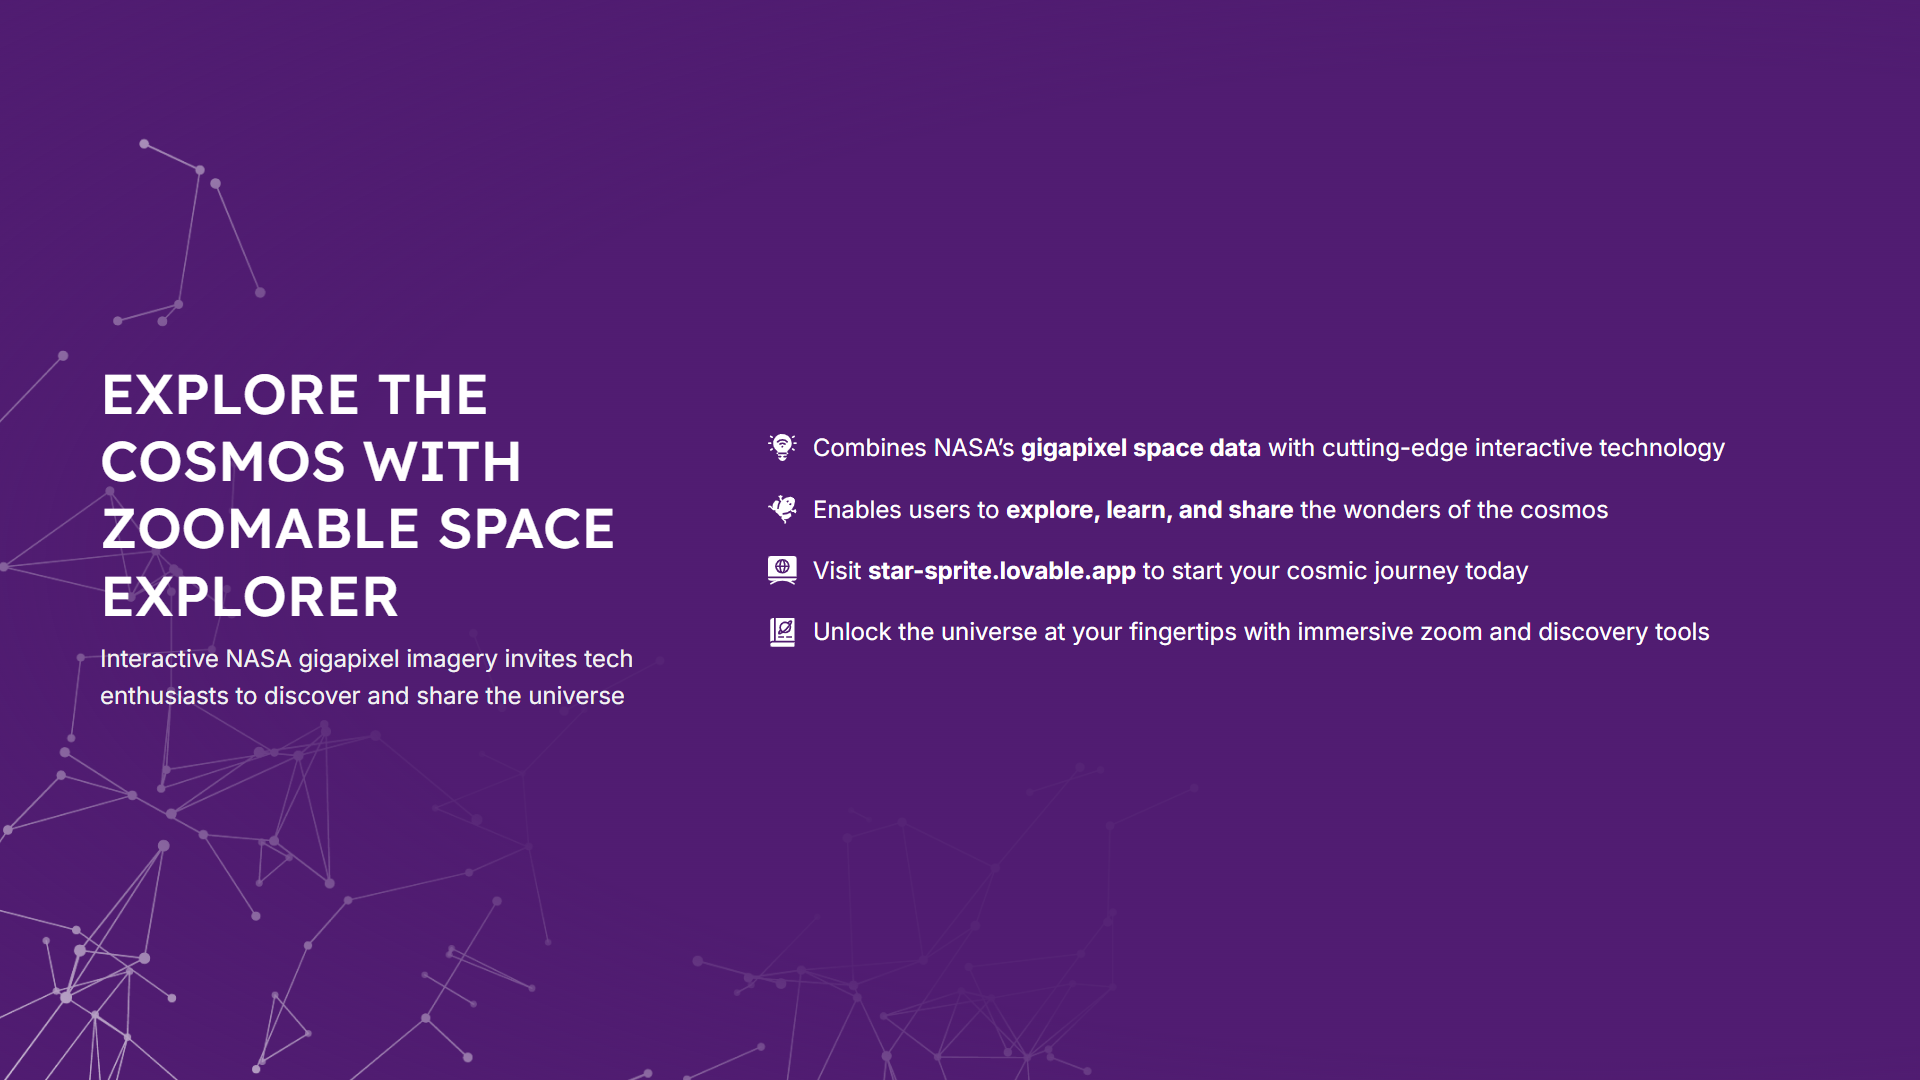 EXPLORE THE
COSMOS WITH
ZOOMABLE SPACE
EXPLORER
Interactive NASA gigapixel imagery invites tech
enthusiasts to discover and share the universe
Combines NASA’s gigapixel space data with cutting-edge interactive technology
Enables users to explore, learn, and share the wonders of the cosmos
Visit star-sprite.lovable.app to start your cosmic journey today
Unlock the universe at your fingertips with immersive zoom and discovery tools